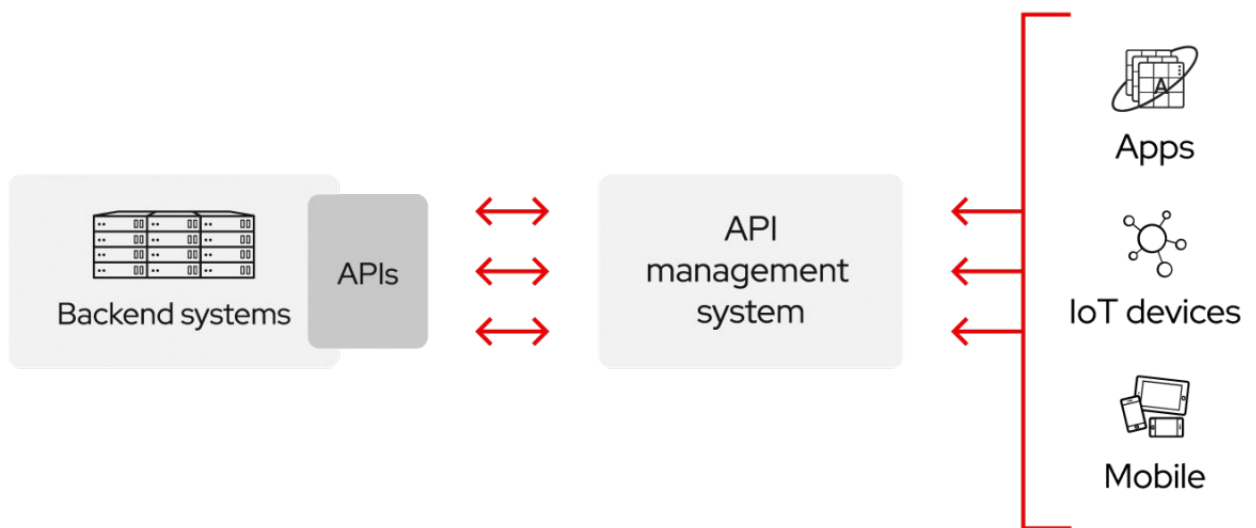 Backend systems
APIs
API
management
system
A
Apps
IoT devices
Mobile